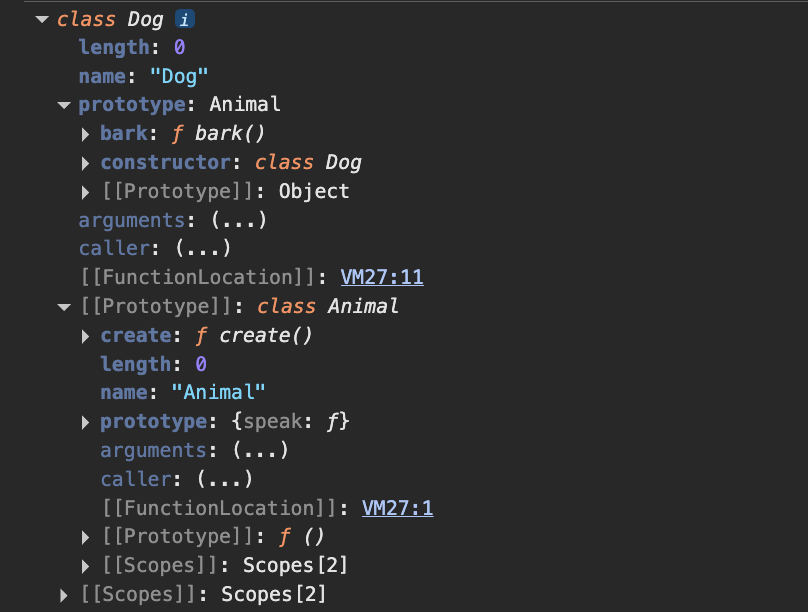 class Dog i
length: 0
name: "Dog"
prototype: Animal
bark: ƒ bark()
constructor: class Dog
[[Prototype]]: Object
arguments: (...)
caller: (...)
[[FunctionLocation]]: VM27:11
[[Prototype]]: class Animal
create: ƒ create()
length: 0
name: "Animal"
prototype: {speak: ƒ}
arguments: (...)
caller: (...)
[[FunctionLocation]]: VM27:1
[[Prototype]]: ƒ ()
[[Scopes]]: Scopes[2]
[[Scopes]]: Scopes[2]